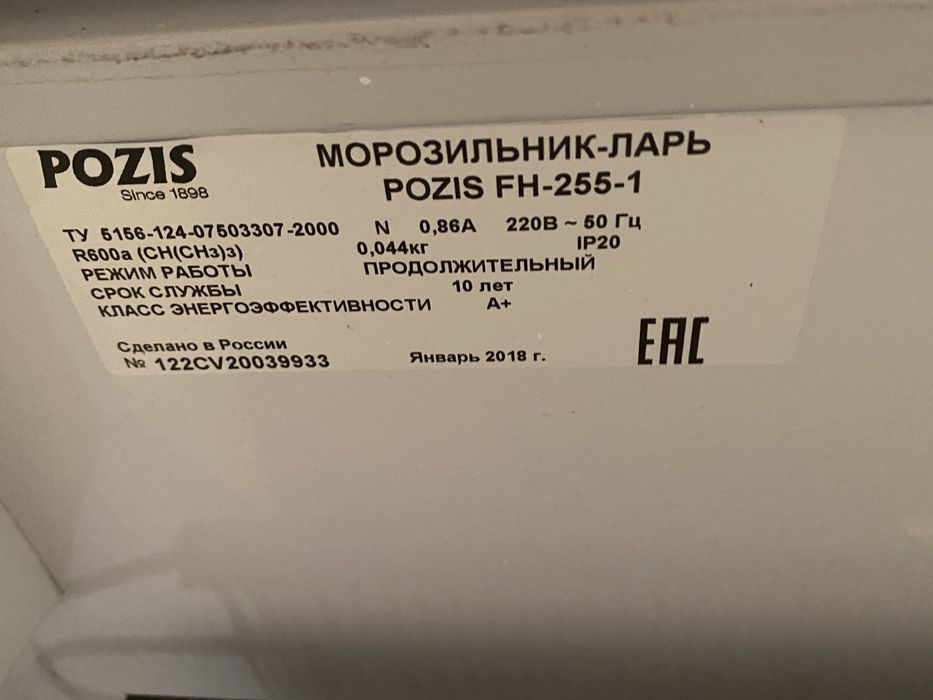 POZIS
Since 1898
МОРОЗИЛЬНИК-ЛАРЬ
POZIS FH-255-1
ТУ 5156-124-07503307-2000 N 0,86А 220В ~ 50 Гц
R600a (CH(CH₃)₃) 0,044кг IP20
РЕЖИМ РАБОТЫ ПРОДОЛЖИТЕЛЬНЫЙ
СРОК СЛУЖБЫ 10 лет
КЛАСС ЭНЕРГОЭФФЕКТИВНОСТИ А+
Сделано в России
№ 122CV20039933 Январь 2018 г.
ЕАС